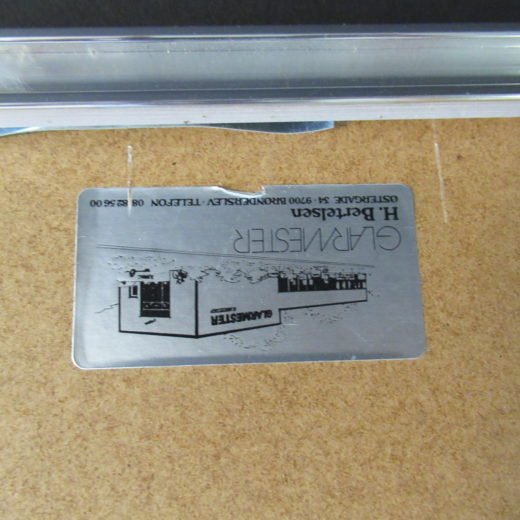 GLARMESTER
GLARMESTER
H. Bertelsen
ØSTERGADE 34 · 9700 BRØNDERSLEV · TELEFON 08 82 56 00